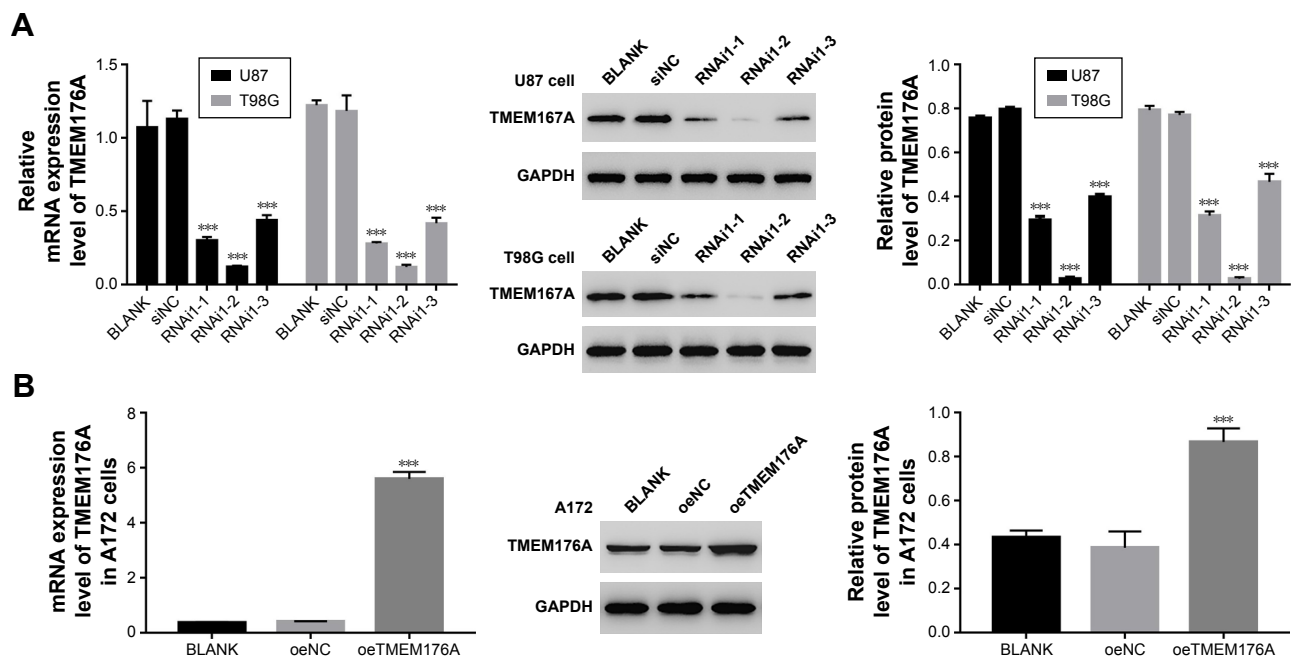 A
Relative
mRNA expression
level of TMEM176A
1.5
1.0
0.5
0.0
U87
T98G
***
***
***
***
***
***
BLANK
siNC
RNAi1-1
RNAi1-2
RNAi1-3
BLANK
siNC
RNAi1-1
RNAi1-2
RNAi1-3
U87 cell
BLANK
siNC
RNAi1-1
RNAi1-2
RNAi1-3
TMEM167A
GAPDH
T98G cell
BLANK
siNC
RNAi1-1
RNAi1-2
RNAi1-3
TMEM167A
GAPDH
Relative protein
level of TMEM176A
1.0
0.8
0.6
0.4
0.2
0.0
U87
T98G
***
***
***
***
***
***
BLANK
siNC
RNAi1-1
RNAi1-2
RNAi1-3
BLANK
siNC
RNAi1-1
RNAi1-2
RNAi1-3
B
mRNA expression
level of TMEM176A
in A172 cells
8
6
4
2
0
***
BLANK
oeNC
oeTMEM176A
A172
BLANK
oeNC
oeTMEM176A
TMEM176A
GAPDH
Relative protein
level of TMEM176A
in A172 cells
1.0
0.8
0.6
0.4
0.2
0.0
***
BLANK
oeNC
oeTMEM176A